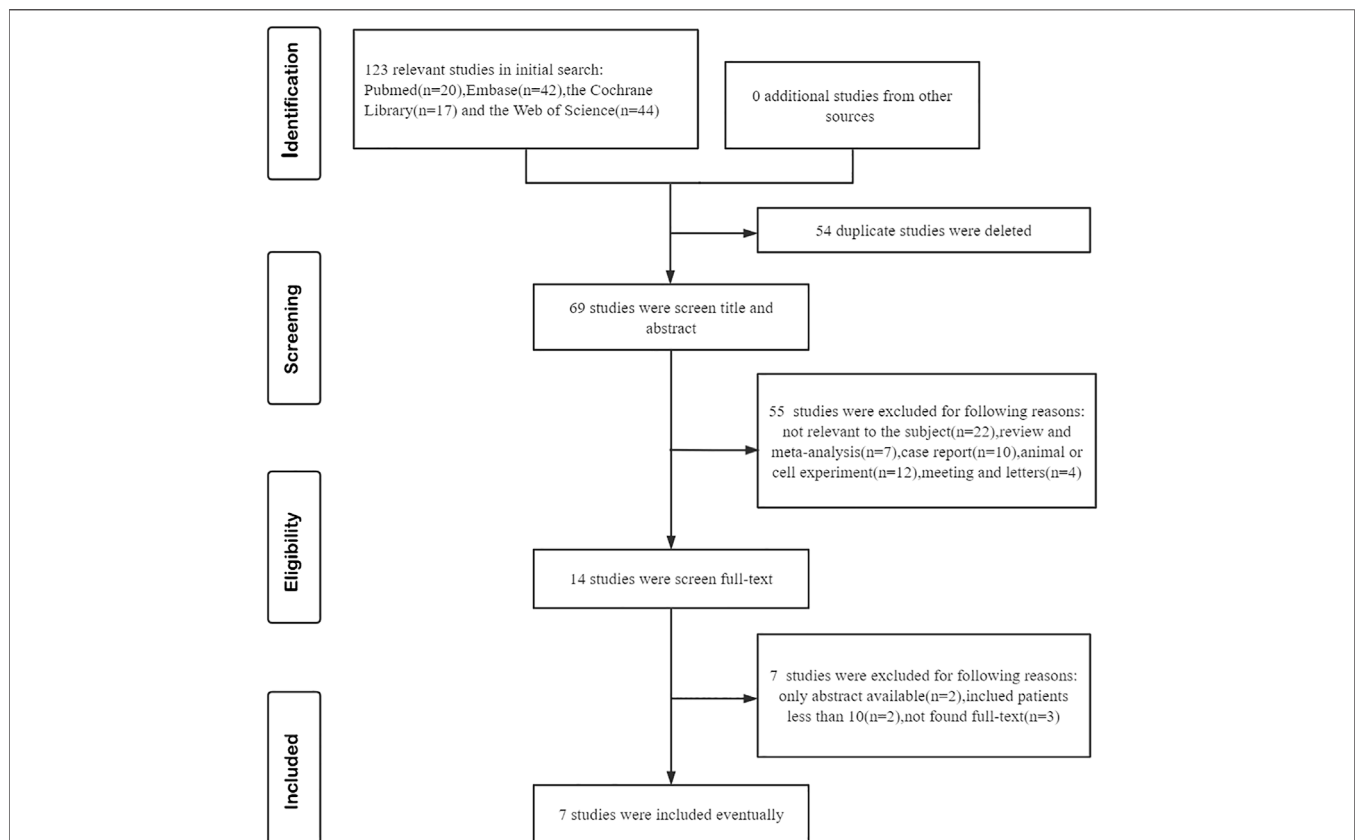 Identification
123 relevant studies in initial search:
Pubmed(n=20),Embase(n=42),the Cochrane
Library(n=17) and the Web of Science(n=44)
0 additional studies from other
sources
54 duplicate studies were deleted
Screening
69 studies were screen title and
abstract
55 studies were excluded for following reasons:
not relevant to the subject(n=22),review and
meta-analysis(n=7),case report(n=10),animal or
cell experiment(n=12),meeting and letters(n=4)
Eligibility
14 studies were screen full-text
7 studies were excluded for following reasons:
only abstract available(n=2),inclued patients
less than 10(n=2),not found full-text(n=3)
Included
7 studies were included eventually